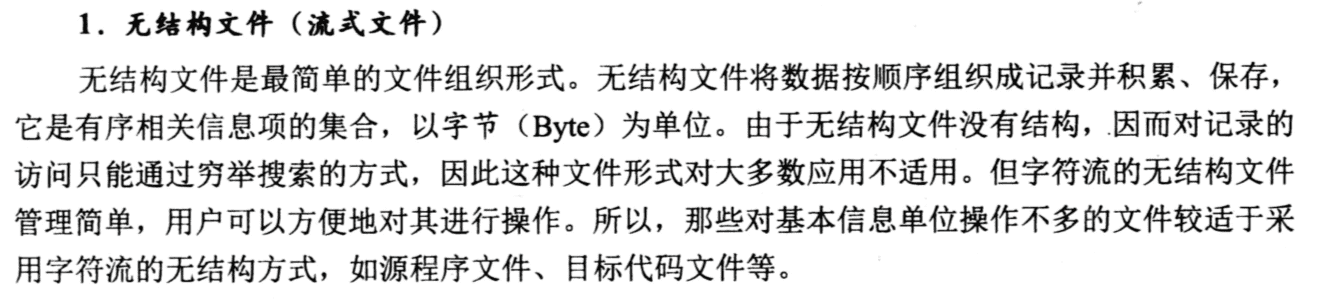 1．无结构文件（流式文件）
无结构文件是最简单的文件组织形式。无结构文件将数据按顺序组织成记录并积累、保存，
它是有序相关信息项的集合，以字节（Byte）为单位。由于无结构文件没有结构，因而对记录的
访问只能通过穷举搜索的方式，因此这种文件形式对大多数应用不适用。但字符流的无结构文件
管理简单，用户可以方便地对其进行操作。所以，那些对基本信息单位操作不多的文件较适于采
用字符流的无结构方式，如源程序文件、目标代码文件等。